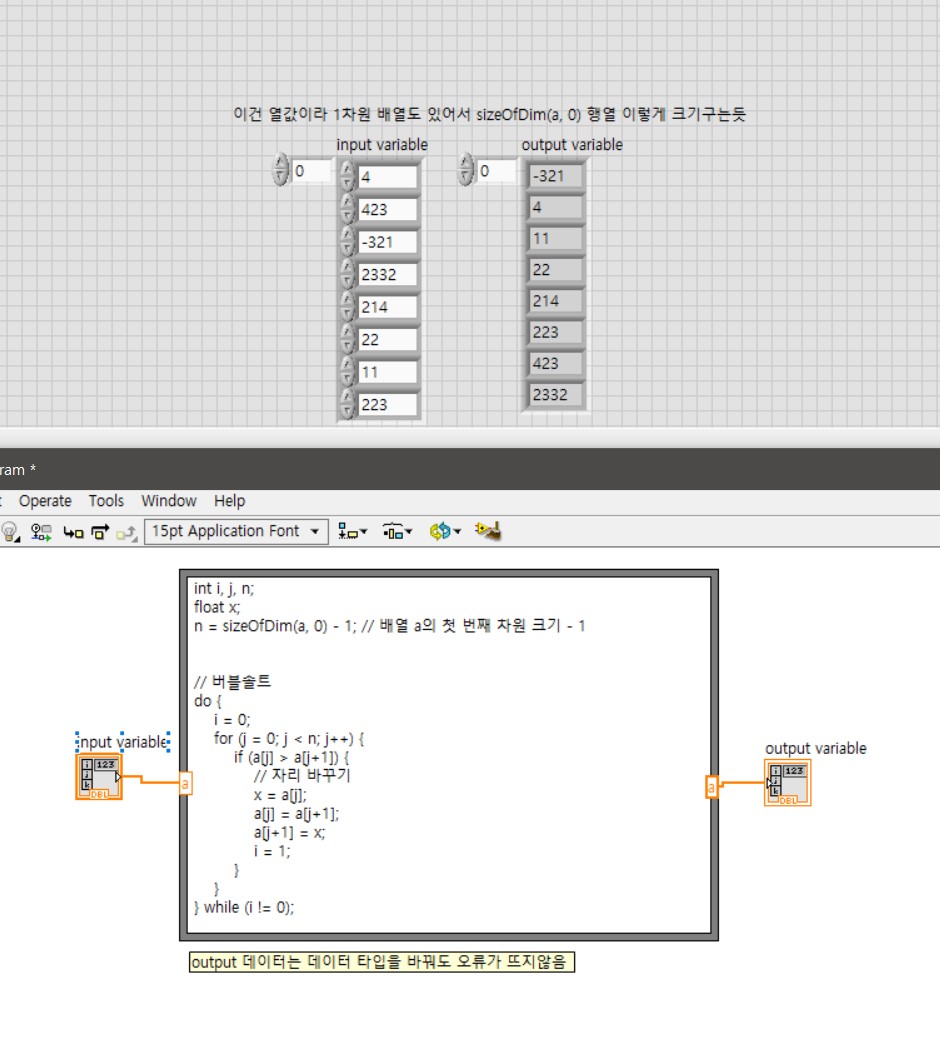 이건 열값이라 1차원 배열도 있어서 sizeOfDim(a, 0) 행열 이렇게 크기구는듯
input variable output variable
0 4 0 -321
423 4
-321 11
2332 22
214 214
22 223
11 423
223 2332
ram *
Operate Tools Window Help
15pt Application Font
int i, j, n;
float x;
n = sizeOfDim(a, 0) - 1; // 배열 a의 첫 번째 차원 크기 - 1
// 버블솔트
do {
i = 0;
for (j = 0; j < n; j++) {
if (a[j] > a[j+1]) {
// 자리 바꾸기
x = a[j];
a[j] = a[j+1];
a[j+1] = x;
i = 1;
}
}
} while (i != 0);
input variable
123
DBL
a
a
output variable
123
DBL
output 데이터는 데이터 타입을 바꿔도 오류가 뜨지않음